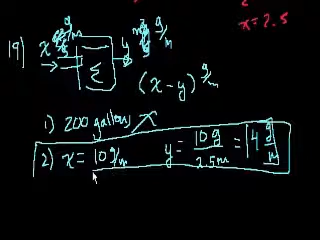 x = 2.5
19) x g/m Σ y g/m
(x - y) g/m
1) 200 gallons
2) x = 10 g/m y = 10g / 2.5m = 4 g/m